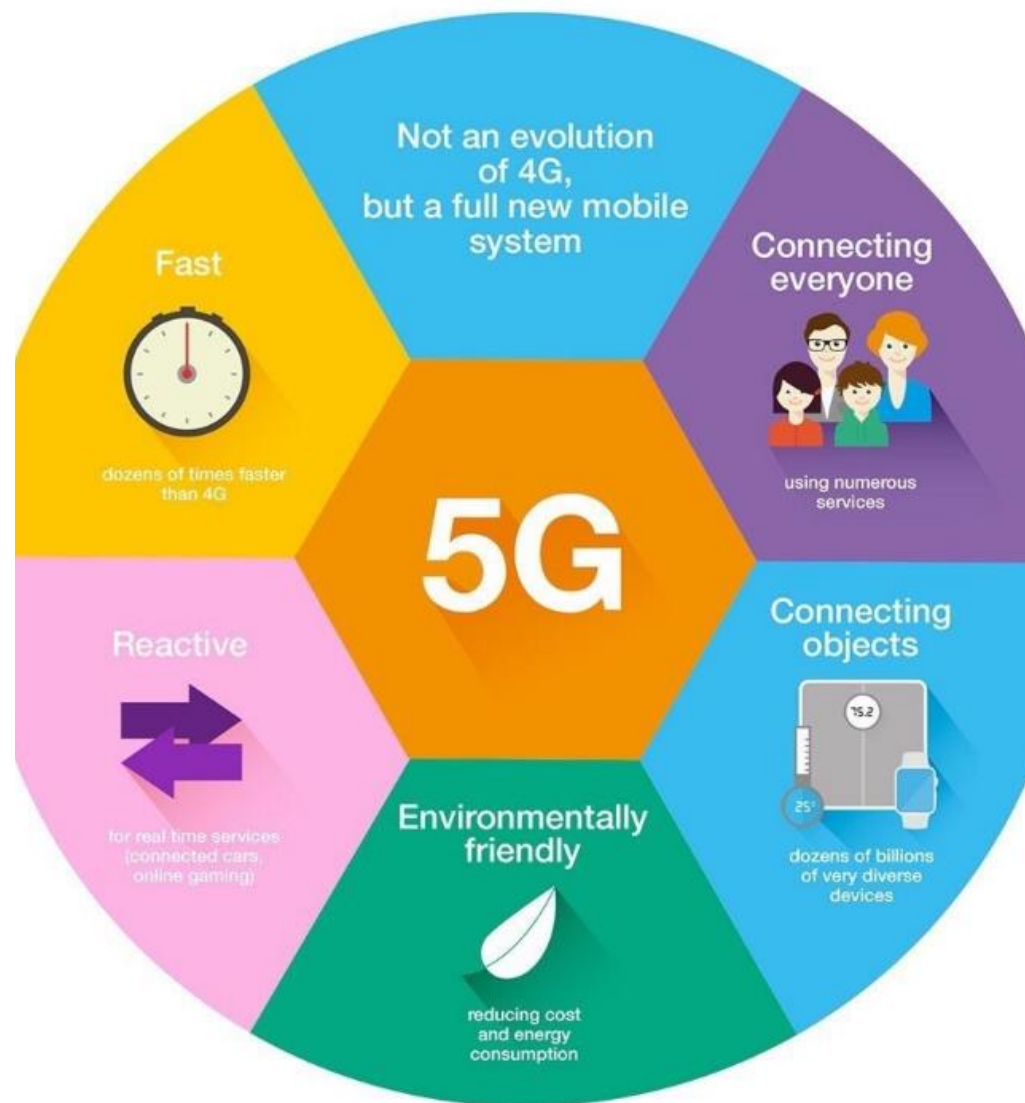 Not an evolution
of 4G,
but a full new mobile
system
Connecting
everyone
using numerous
services
Connecting
objects
75.2
25°
dozens of billions
of very diverse
devices
Environmentally
friendly
reducing cost
and energy
consumption
Reactive
for real time services
(connected cars,
online gaming)
Fast
dozens of times faster
than 4G
5G